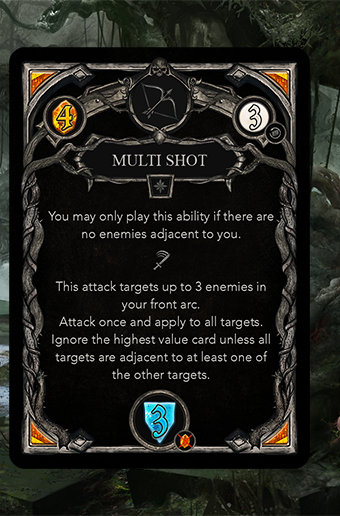 4
3
MULTI SHOT
You may only play this ability if there are
no enemies adjacent to you.
This attack targets up to 3 enemies in
your front arc.
Attack once and apply to all targets.
Ignore the highest value card unless all
targets are adjacent to at least one of
the other targets.
3